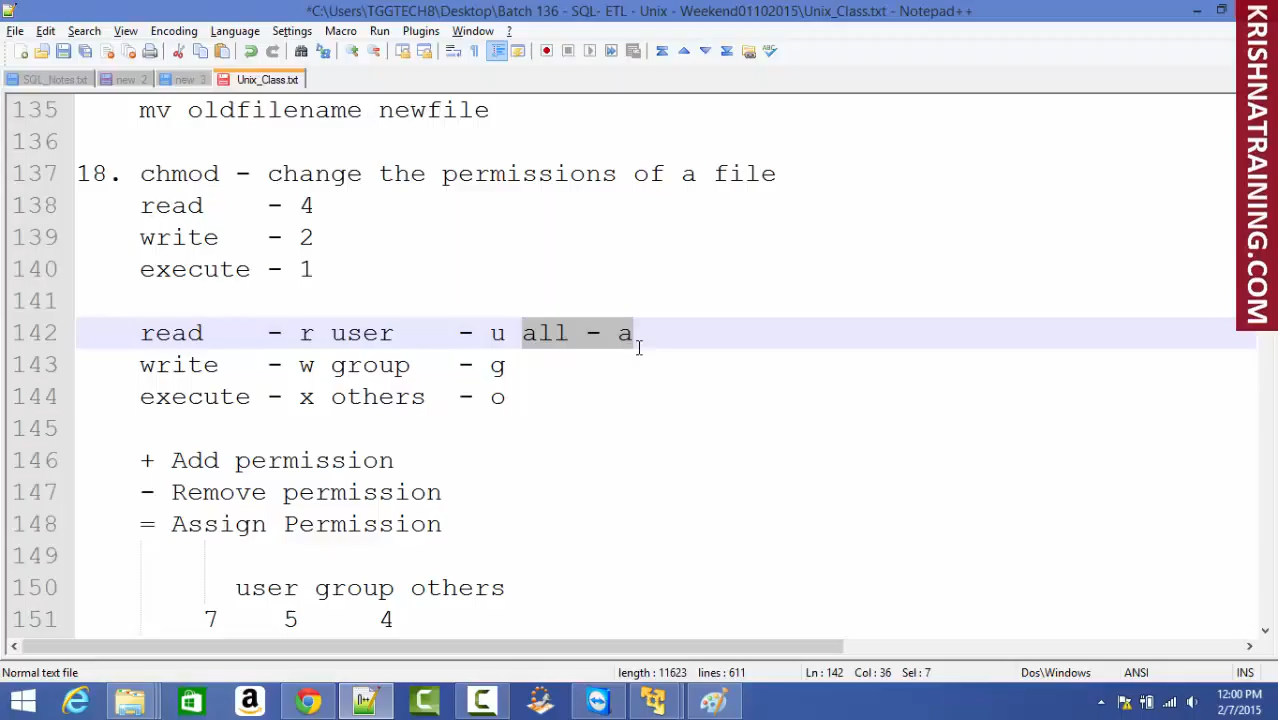 *C:\Users\TGGTECH8\Desktop\Batch 136 - SQL- ETL - Unix - Weekend01102015\Unix_Class.txt - Notepad++
File Edit Search View Encoding Language Settings Macro Run Plugins Window ?
SQL_Notes.txt new 2 new 3 Unix_Class.txt
135 mv oldfilename newfile
136
137 18. chmod - change the permissions of a file
138 read - 4
139 write - 2
140 execute - 1
141
142 read - r user - u all - a
143 write - w group - g
144 execute - x others - o
145
146 + Add permission
147 - Remove permission
148 = Assign Permission
149
150 user group others
151 7 5 4
Normal text file length : 11623 lines : 611 Ln : 142 Col : 36 Sel : 7 Dos\Windows ANSI INS
12:00 PM
2/7/2015
KRISHNATRAINING.COM